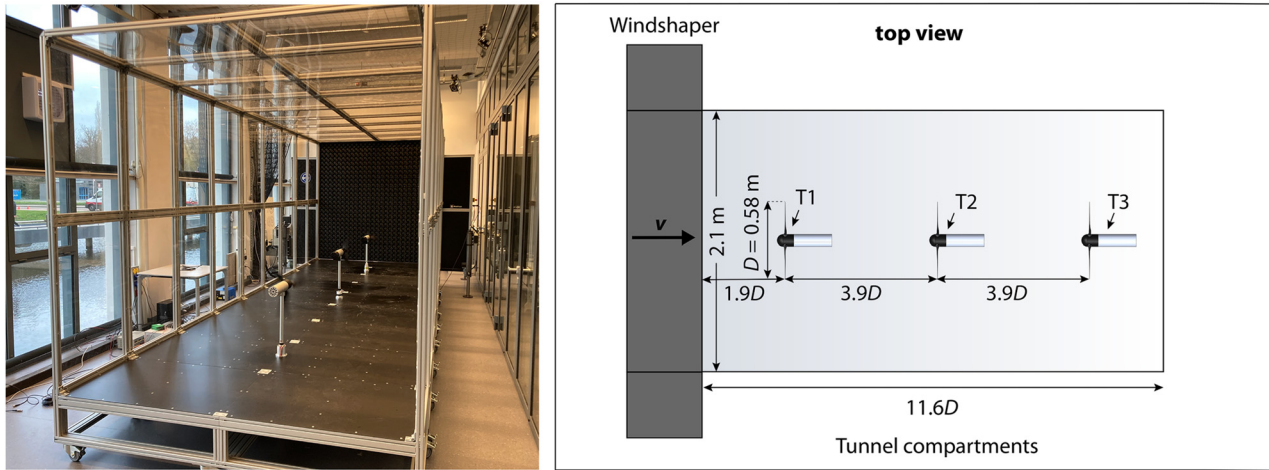 Windshaper
top view
v
2.1 m
D = 0.58 m
T1
T2
T3
1.9D
3.9D
3.9D
11.6D
Tunnel compartments